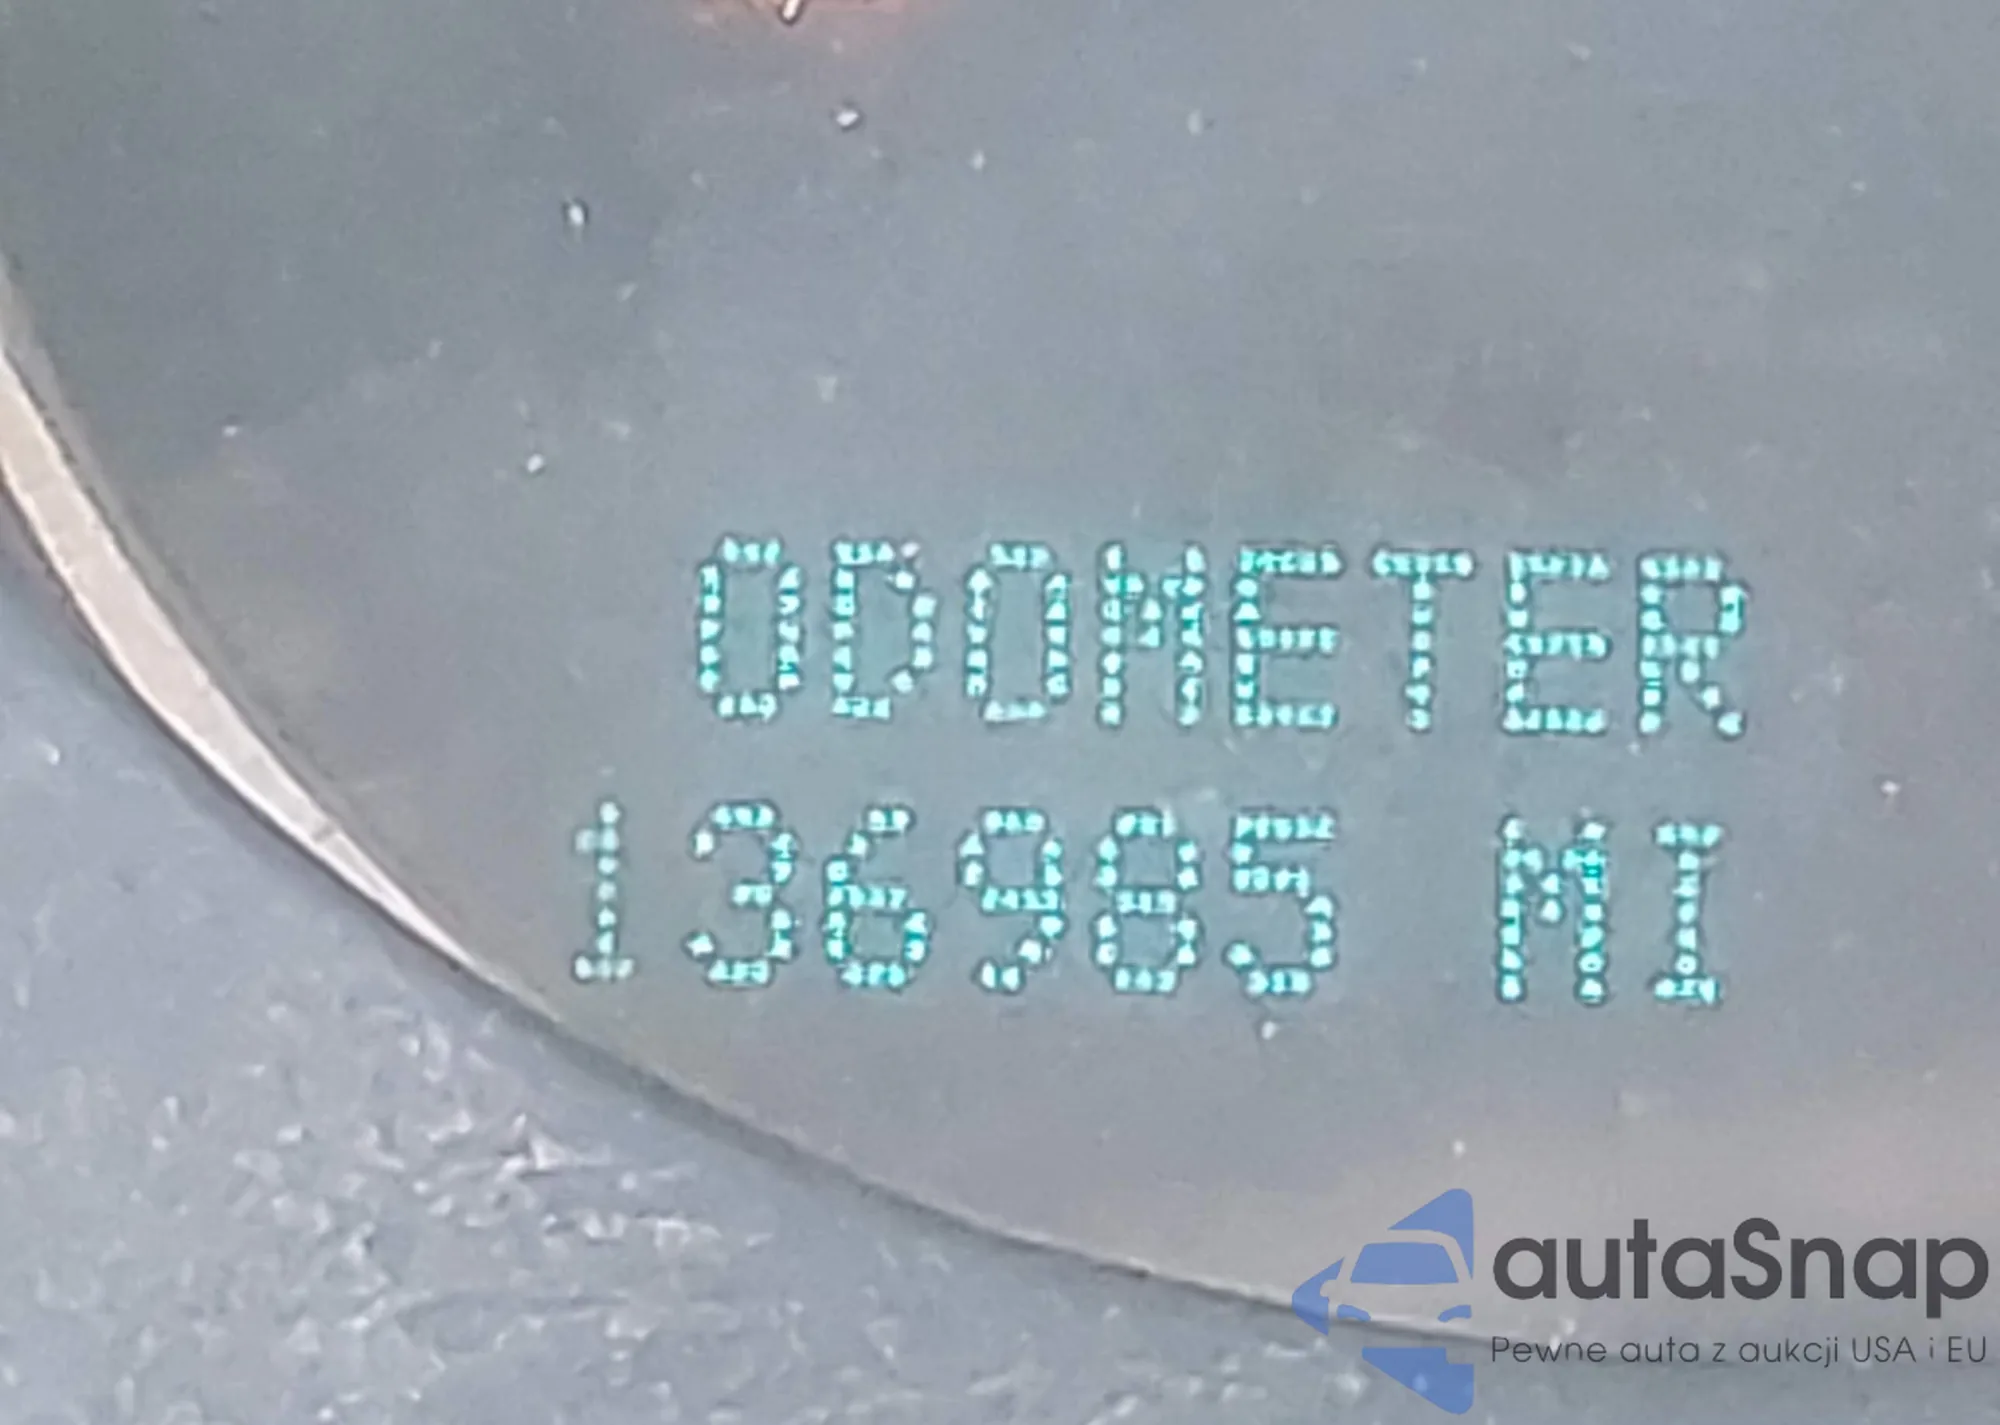 ODOMETER
136985 MI
autaSnap
Pewne auta z aukcji USA i EU